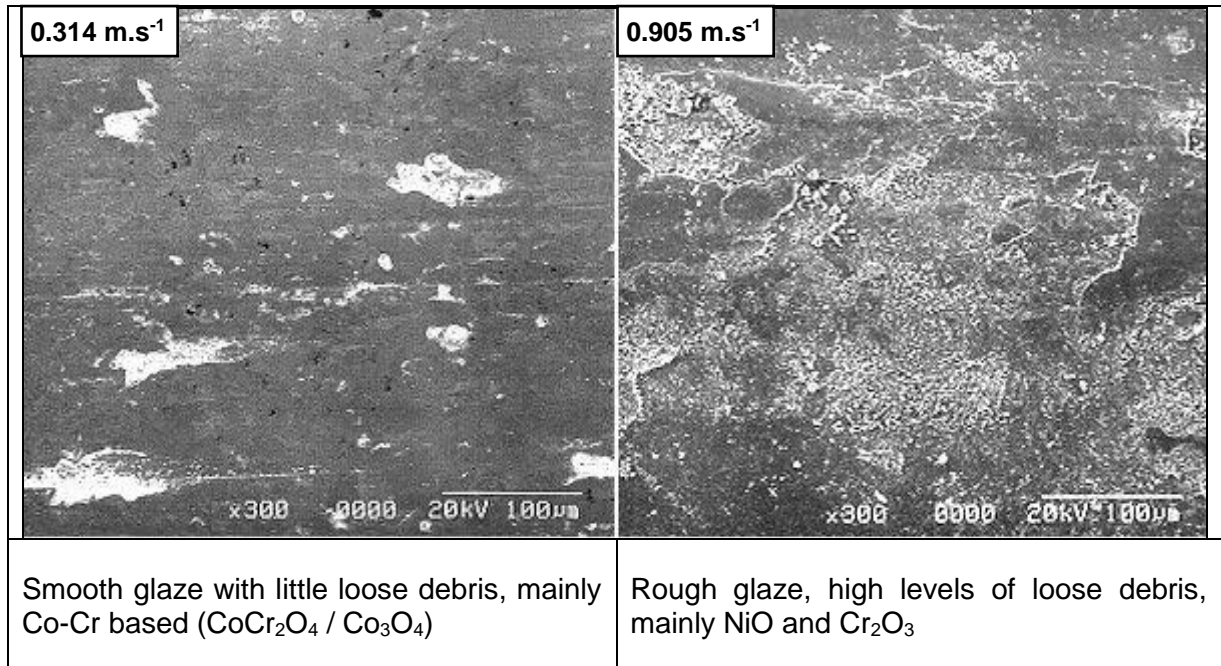 0.314 m.s⁻¹
0.905 m.s⁻¹
x300 -0000 20kV 100µm
x300 0000 20kV 100µm
Smooth glaze with little loose debris, mainly
Co-Cr based (CoCr₂O₄ / Co₃O₄)
Rough glaze, high levels of loose debris,
mainly NiO and Cr₂O₃